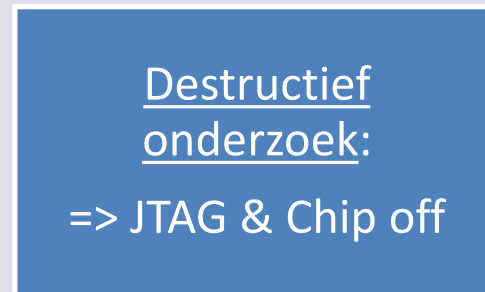 Destructief
onderzoek:
=> JTAG & Chip off